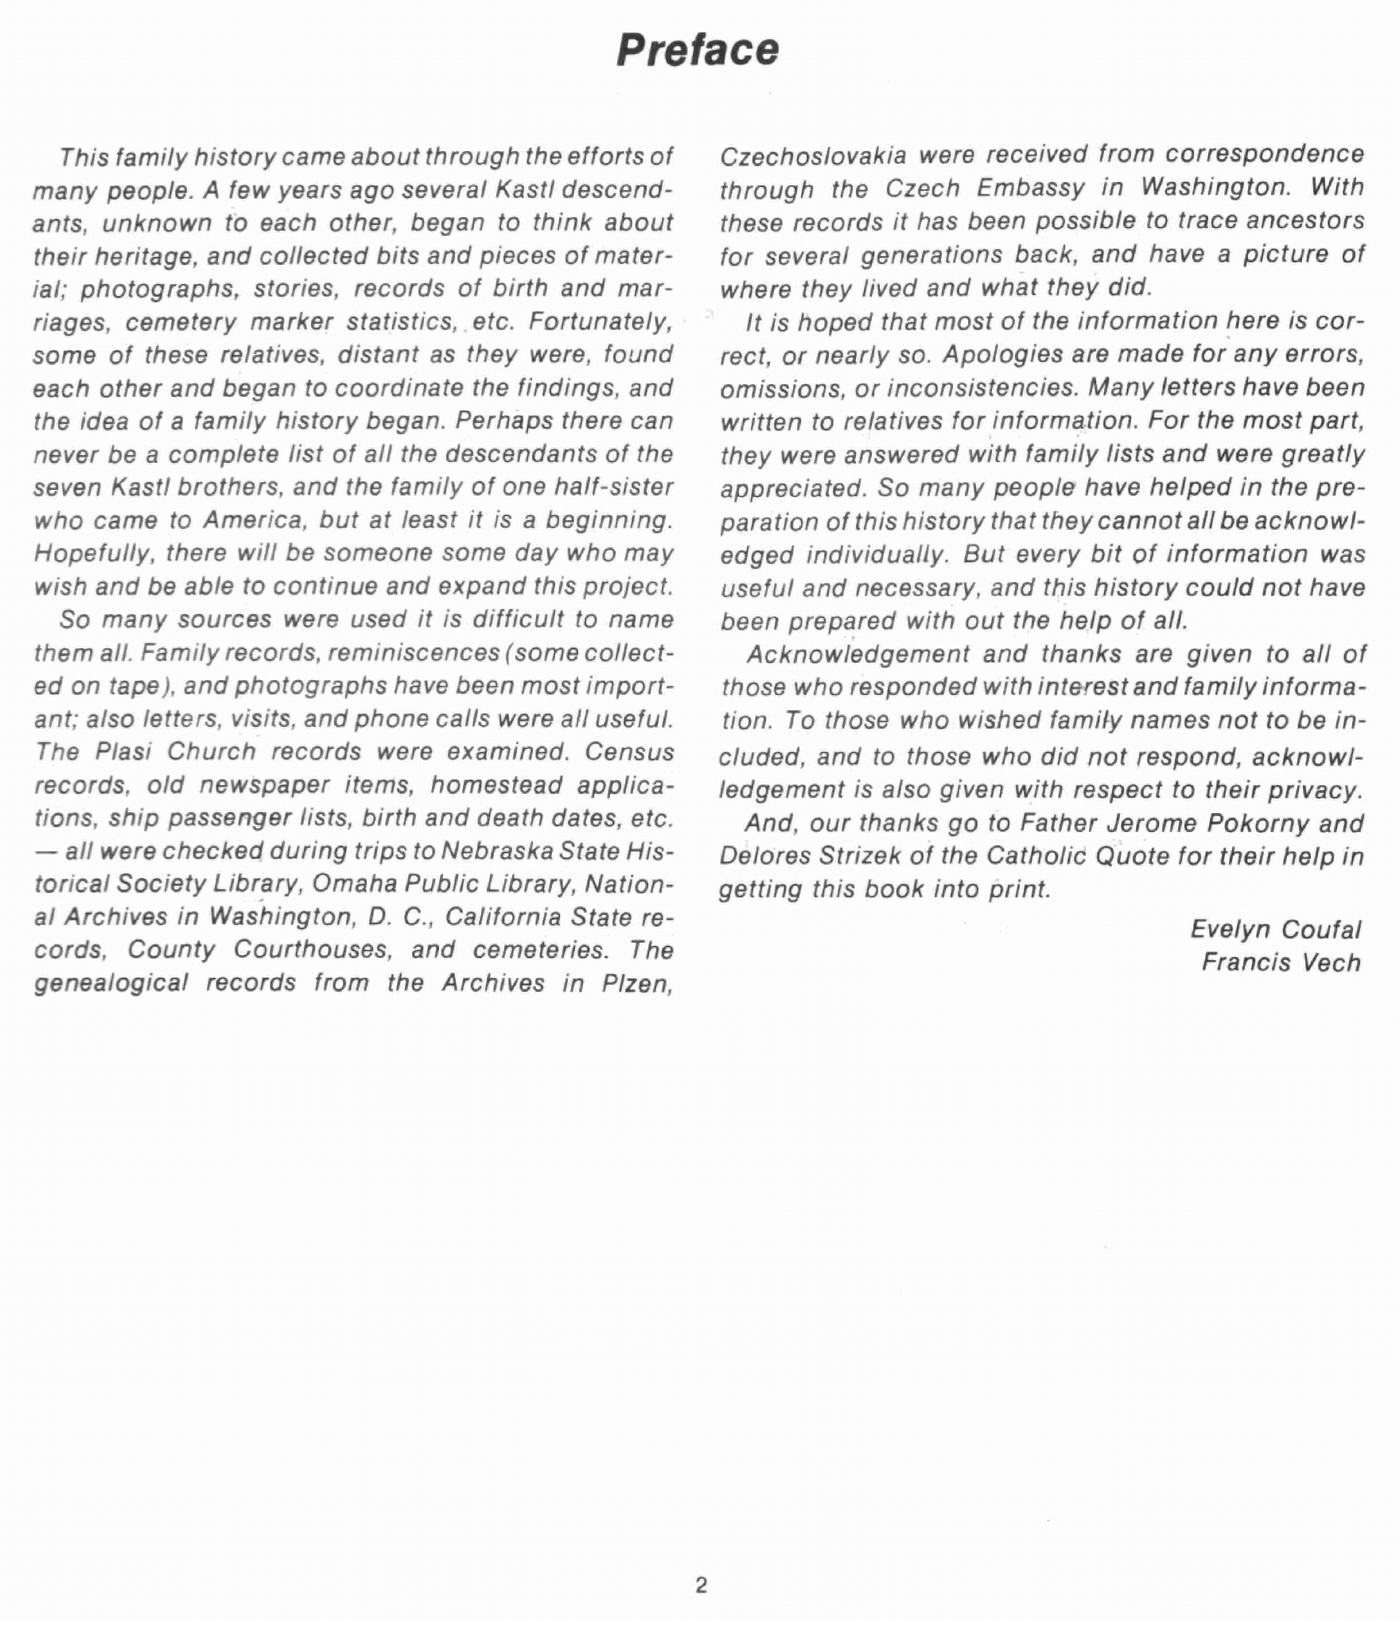 Preface
This family history came about through the efforts of
many people. A few years ago several Kastl descend-
ants, unknown to each other, began to think about
their heritage, and collected bits and pieces of mater-
ial; photographs, stories, records of birth and mar-
riages, cemetery marker statistics, etc. Fortunately,
some of these relatives, distant as they were, found
each other and began to coordinate the findings, and
the idea of a family history began. Perhaps there can
never be a complete list of all the descendants of the
seven Kastl brothers, and the family of one half-sister
who came to America, but at least it is a beginning.
Hopefully, there will be someone some day who may
wish and be able to continue and expand this project.
So many sources were used it is difficult to name
them all. Family records, reminiscences (some collect-
ed on tape), and photographs have been most import-
ant; also letters, visits, and phone calls were all useful.
The Plasi Church records were examined. Census
records, old newspaper items, homestead applica-
tions, ship passenger lists, birth and death dates, etc.
— all were checked during trips to Nebraska State His-
torical Society Library, Omaha Public Library, Nation-
al Archives in Washington, D. C., California State re-
cords, County Courthouses, and cemeteries. The
genealogical records from the Archives in Plzen,
Czechoslovakia were received from correspondence
through the Czech Embassy in Washington. With
these records it has been possible to trace ancestors
for several generations back, and have a picture of
where they lived and what they did.
It is hoped that most of the information here is cor-
rect, or nearly so. Apologies are made for any errors,
omissions, or inconsistencies. Many letters have been
written to relatives for information. For the most part,
they were answered with family lists and were greatly
appreciated. So many people have helped in the pre-
paration of this history that they cannot all be acknowl-
edged individually. But every bit of information was
useful and necessary, and this history could not have
been prepared with out the help of all.
Acknowledgement and thanks are given to all of
those who responded with interest and family informa-
tion. To those who wished family names not to be in-
cluded, and to those who did not respond, acknowl-
ledgement is also given with respect to their privacy.
And, our thanks go to Father Jerome Pokorny and
Delores Strizek of the Catholic Quote for their help in
getting this book into print.
Evelyn Coufal
Francis Vech
2